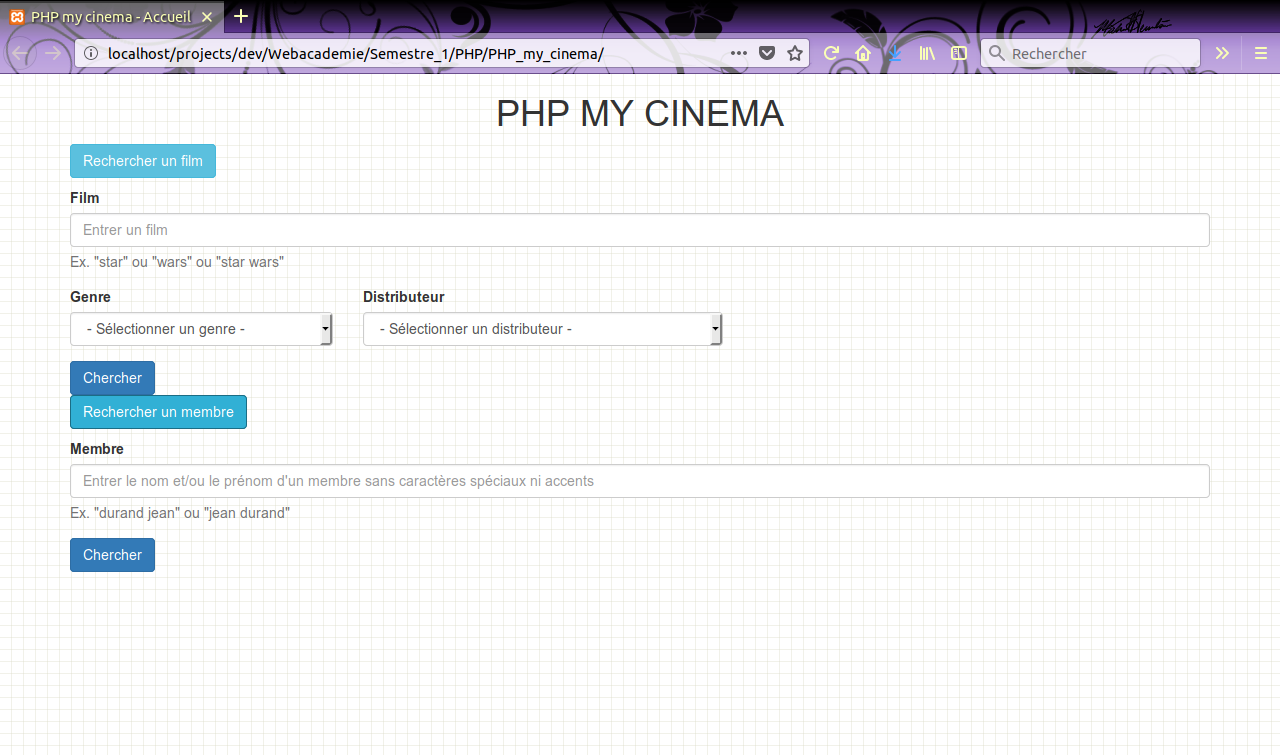 PHP my cinema - Accueil
localhost/projects/dev/Webacademie/Semestre_1/PHP/PHP_my_cinema/
Rechercher
PHP MY CINEMA
Rechercher un film
Film
Entrer un film
Ex. "star" ou "wars" ou "star wars"
Genre Distributeur
- Sélectionner un genre - - Sélectionner un distributeur -
Chercher
Rechercher un membre
Membre
Entrer le nom et/ou le prénom d'un membre sans caractères spéciaux ni accents
Ex. "durand jean" ou "jean durand"
Chercher